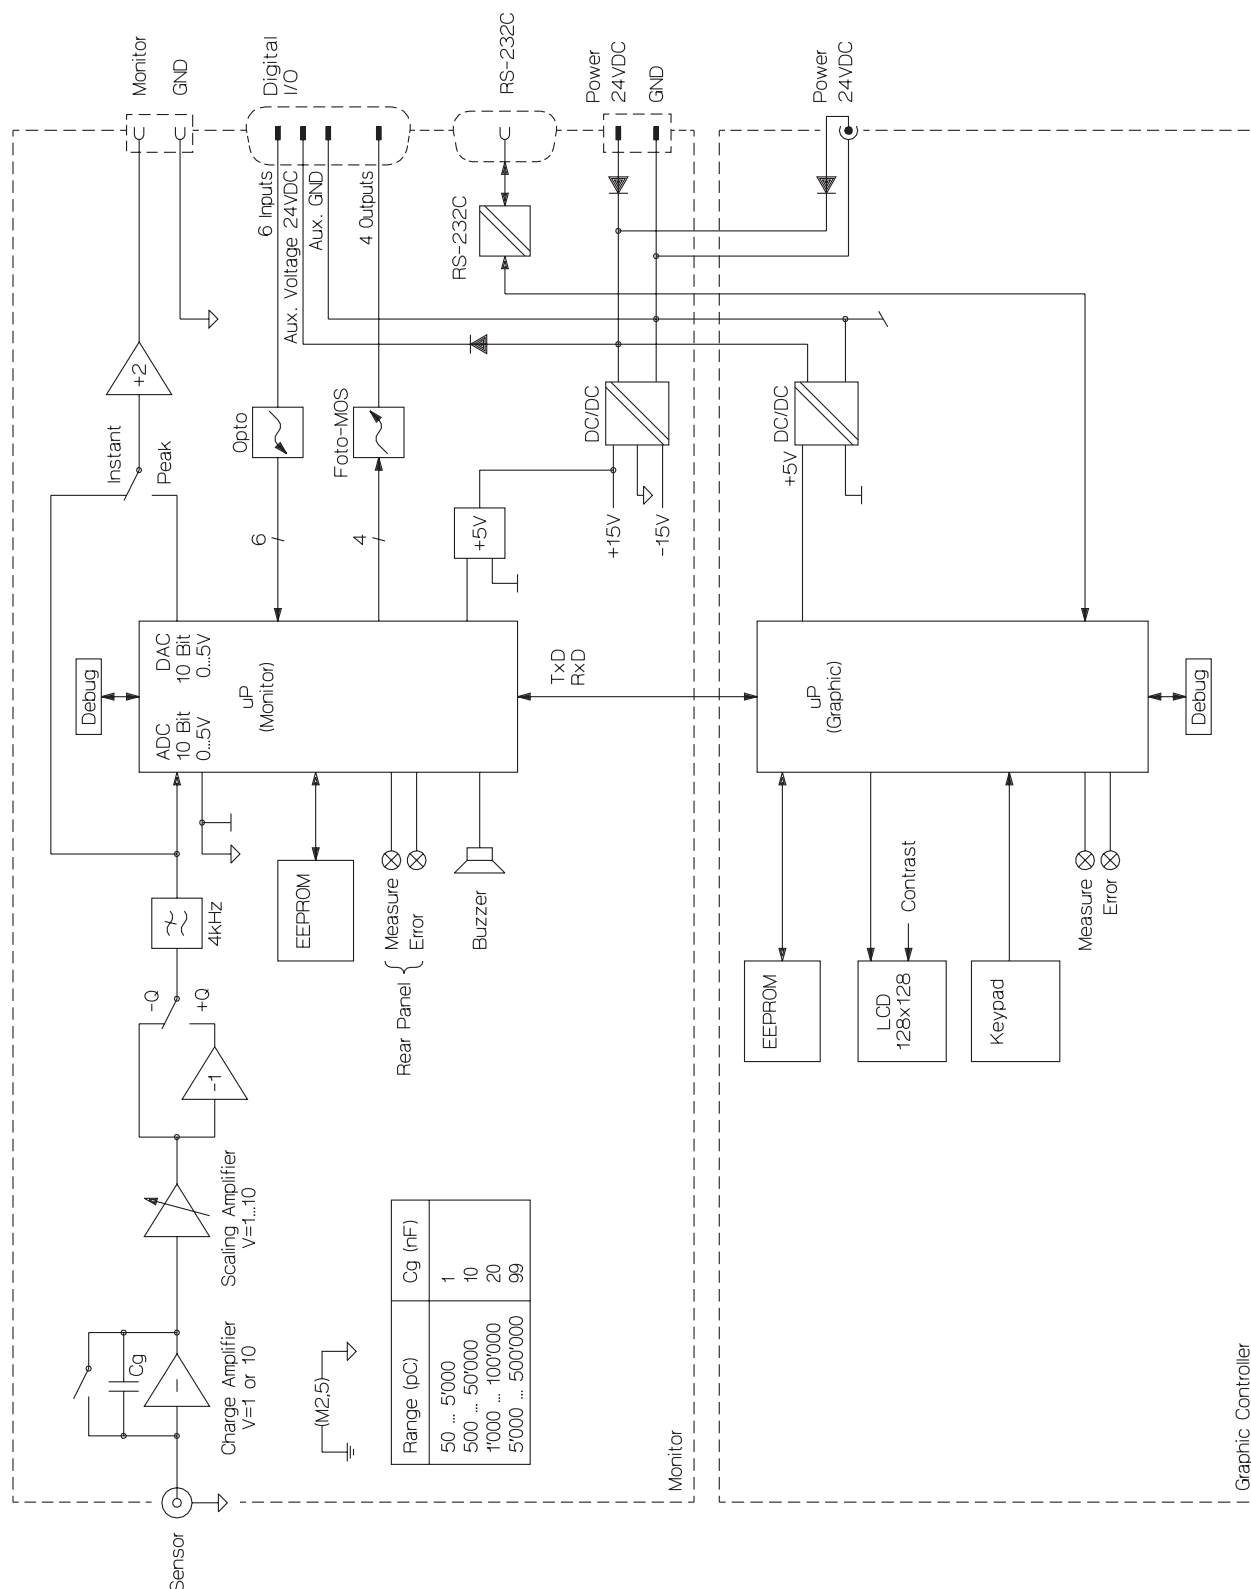 Sensor
Charge Amplifier
V=1 or 10
Cg
Scaling Amplifier
V=1...10
-1
-Q
+Q
4kHz
Debug
ADC
10 Bit
0...5V
DAC
10 Bit
0...5V
uP
(Monitor)
Instant
Peak
+2
Monitor
GND
Digital
I/O
6 Inputs
Aux. Voltage 24VDC
Aux. GND
4 Outputs
Opto
Foto-MOS
6
4
RS-232C
RS-232C
Power
24VDC
GND
Power
24VDC
+5V
DC/DC
+15V
-15V
DC/DC
+5V
EEPROM
Measure
Error
Rear Panel
Buzzer
TxD
RxD
uP
(Graphic)
Debug
EEPROM
LCD
128x128
Contrast
Keypad
Measure
Error
(M2,5)
Range (pC) Cg (nF)
50 ... 5'000 1
500 ... 50'000 10
1'000 ... 100'000 20
5'000 ... 500'000 99
Monitor
Graphic Controller